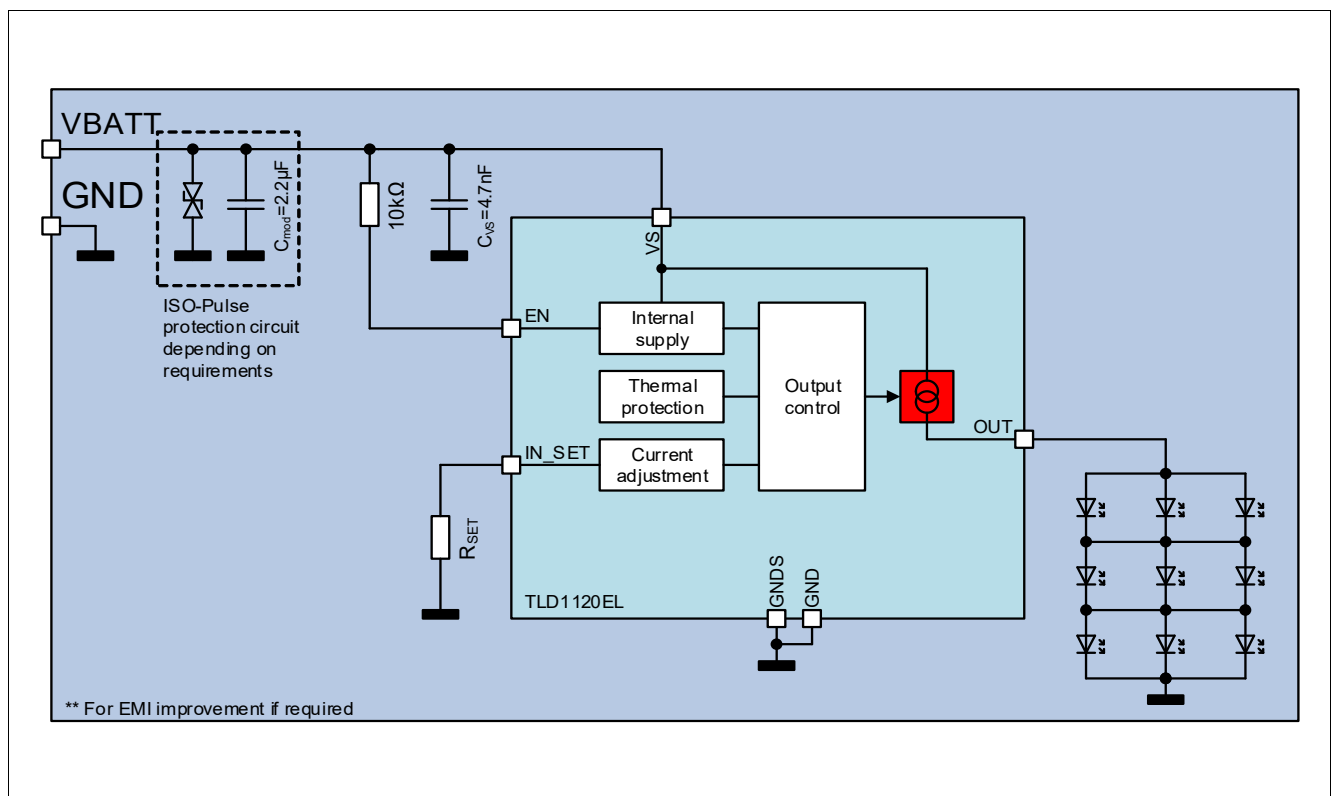 VBATT
GND
Cmod=2.2µF
10kΩ
CVS=4.7nF
ISO-Pulse
protection circuit
depending on
requirements
VS
EN
Internal
supply
Thermal
protection
Output
control
OUT
IN_SET
Current
adjustment
RSET
GNDS
GND
TLD1120EL
** For EMI improvement if required